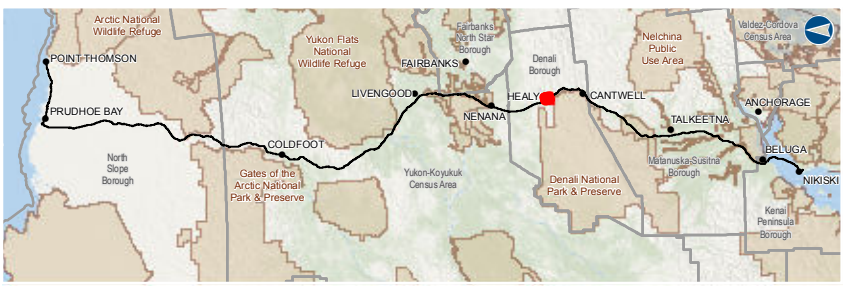 Arctic National
Wildlife Refuge
POINT THOMSON
PRUDHOE BAY
North
Slope
Borough
COLDFOOT
Gates of the
Arctic National
Park & Preserve
Yukon Flats
National
Wildlife Refuge
LIVENGOOD
FAIRBANKS
Fairbanks
North Star
Borough
NENANA
Yukon-Koyukuk
Census Area
Denali
Borough
HEALY
CANTWELL
Denali National
Park & Preserve
Nelchina
Public
Use Area
TALKEETNA
Matanuska-Susitna
Borough
Valdez-Cordova
Census Area
ANCHORAGE
BELUGA
NIKISKI
Kenai
Peninsula
Borough